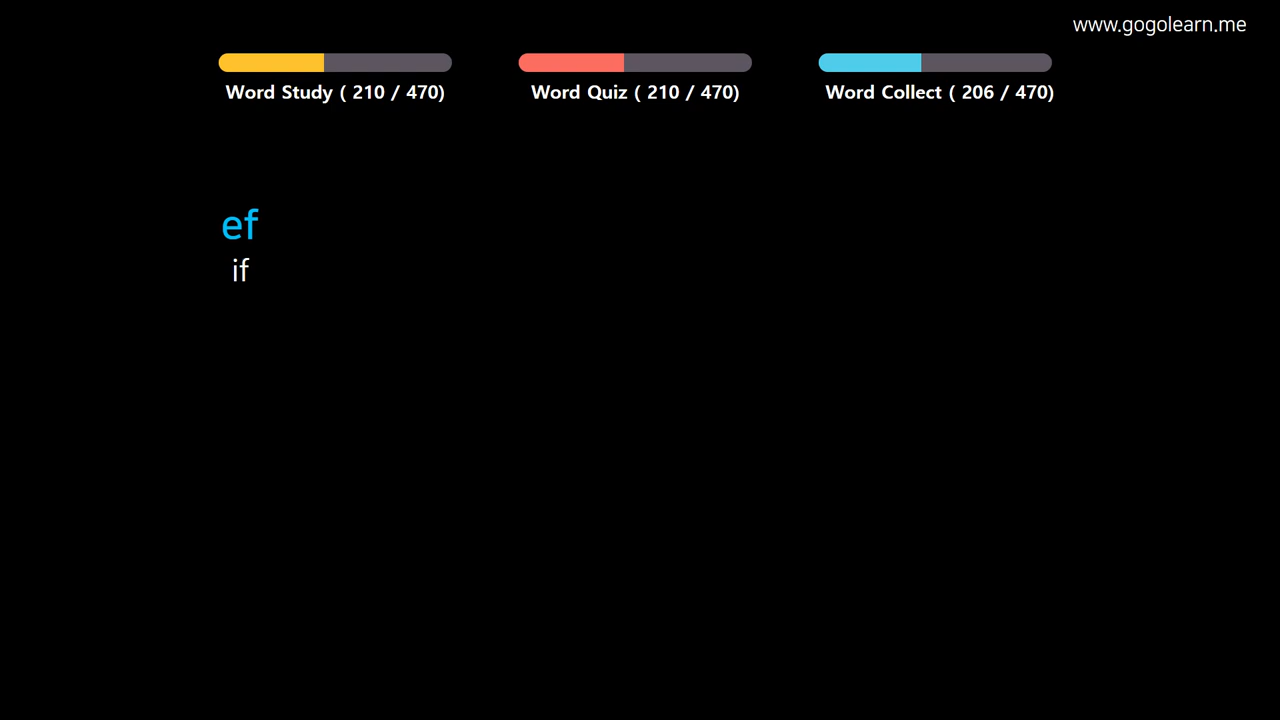 www.gogolearn.me
Word Study ( 210 / 470)
Word Quiz ( 210 / 470)
Word Collect ( 206 / 470)
ef
if